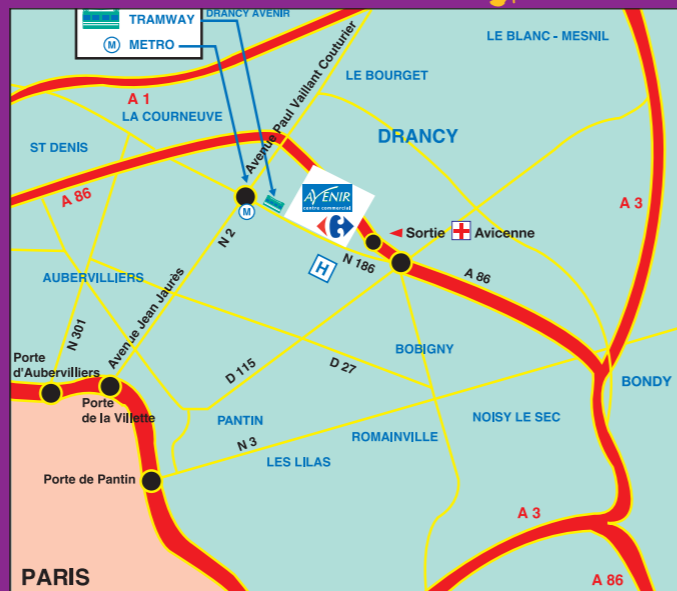 TRAMWAY
DRANCY AVENIR
M METRO
LE BLANC - MESNIL
LE BOURGET
A 1
LA COURNEUVE
Avenue Paul Vaillant Couturier
DRANCY
ST DENIS
A 86
AVENIR
centre commercial
A 3
M
Sortie
Avicenne
N 2
H
N 186
A 86
AUBERVILLIERS
Avenue Jean Jaurès
N 301
BOBIGNY
Porte
d'Aubervilliers
D 115
D 27
BONDY
Porte
de la Villette
PANTIN
NOISY LE SEC
N 3
ROMAINVILLE
LES LILAS
Porte de Pantin
A 3
PARIS
A 86